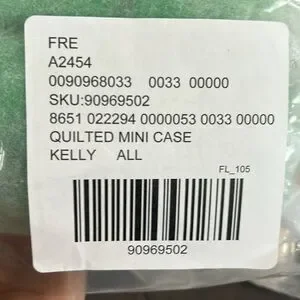 FRE
A2454
0090968033 0033 00000
SKU:90969502
8651 022294 0000053 0033 00000
QUILTED MINI CASE
KELLY ALL
FL_105
90969502